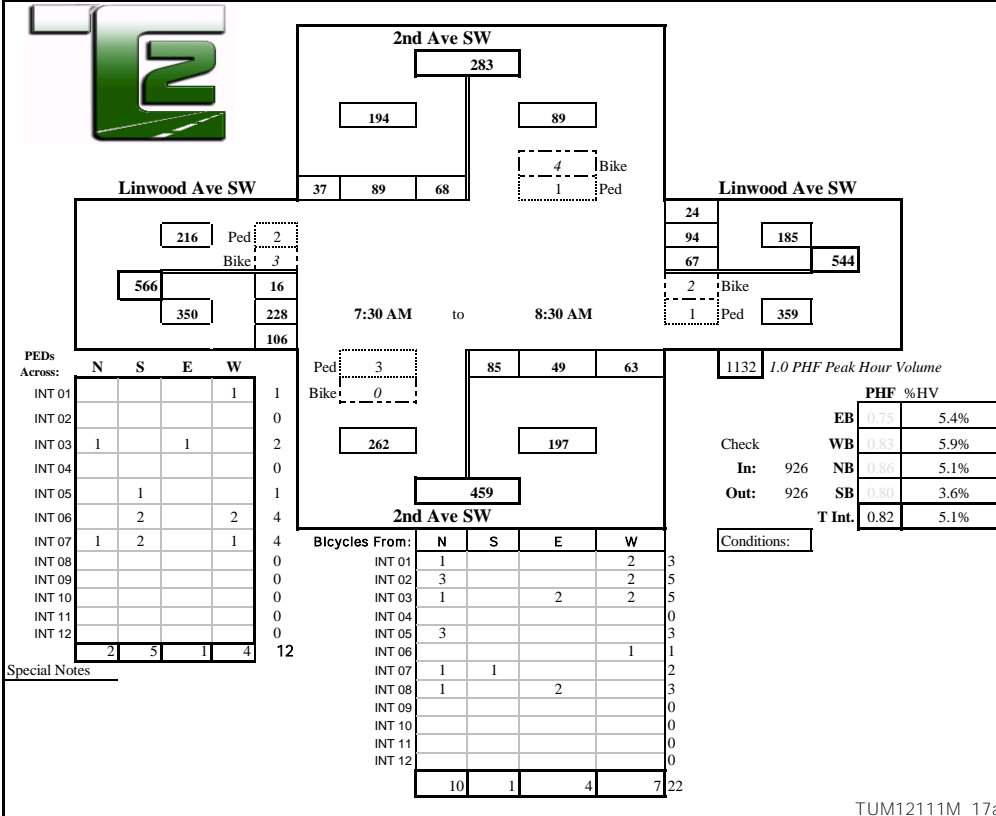 T2
2nd Ave SW
283
194 89
4 Bike
1 Ped
Linwood Ave SW 37 89 68 Linwood Ave SW
24
216 Ped 2 94 185
Bike 3 67 544
566 16 2 Bike
350 228 7:30 AM to 8:30 AM 1 Ped 359
106
PEDs
Across: N S E W
Ped 3 85 49 63 1132 1.0 PHF Peak Hour Volume
Bike 0
INT 01 1 1
INT 02 0
INT 03 1 1 2
INT 04 0
INT 05 1 1
INT 06 2 2 4
INT 07 1 2 1 4
INT 08 0
INT 09 0
INT 10 0
INT 11 0
INT 12 0
2 5 1 4 12
Special Notes
262 197
459
2nd Ave SW
PHF %HV
EB 0.75 5.4%
Check WB 0.83 5.9%
In: 926 NB 0.86 5.1%
Out: 926 SB 0.80 3.6%
T Int. 0.82 5.1%
Conditions:
Bicycles From: N S E W
INT 01 1 2 3
INT 02 3 2 5
INT 03 1 2 2 5
INT 04 0
INT 05 3 3
INT 06 1 1
INT 07 1 1 2
INT 08 1 2 3
INT 09 0
INT 10 0
INT 11 0
INT 12 0
10 1 4 7 22
TUM12111M_17a